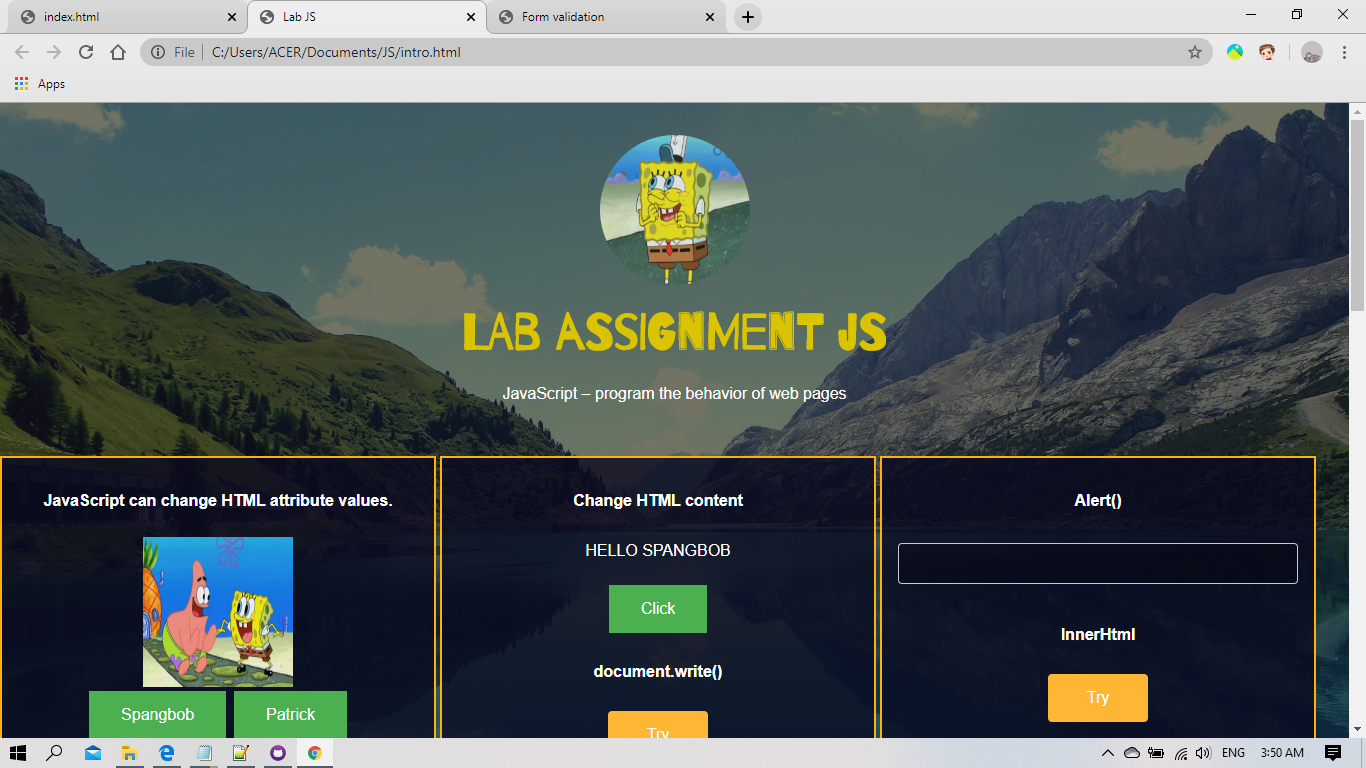 index.html
Lab JS
Form validation
File
C:/Users/ACER/Documents/JS/intro.html
Apps
LAB ASSIGNMENT JS
JavaScript – program the behavior of web pages
JavaScript can change HTML attribute values.
Spangbob
Patrick
Change HTML content
HELLO SPANGBOB
Click
document.write()
Try
Alert()
InnerHtml
Try
ENG
3:50 AM